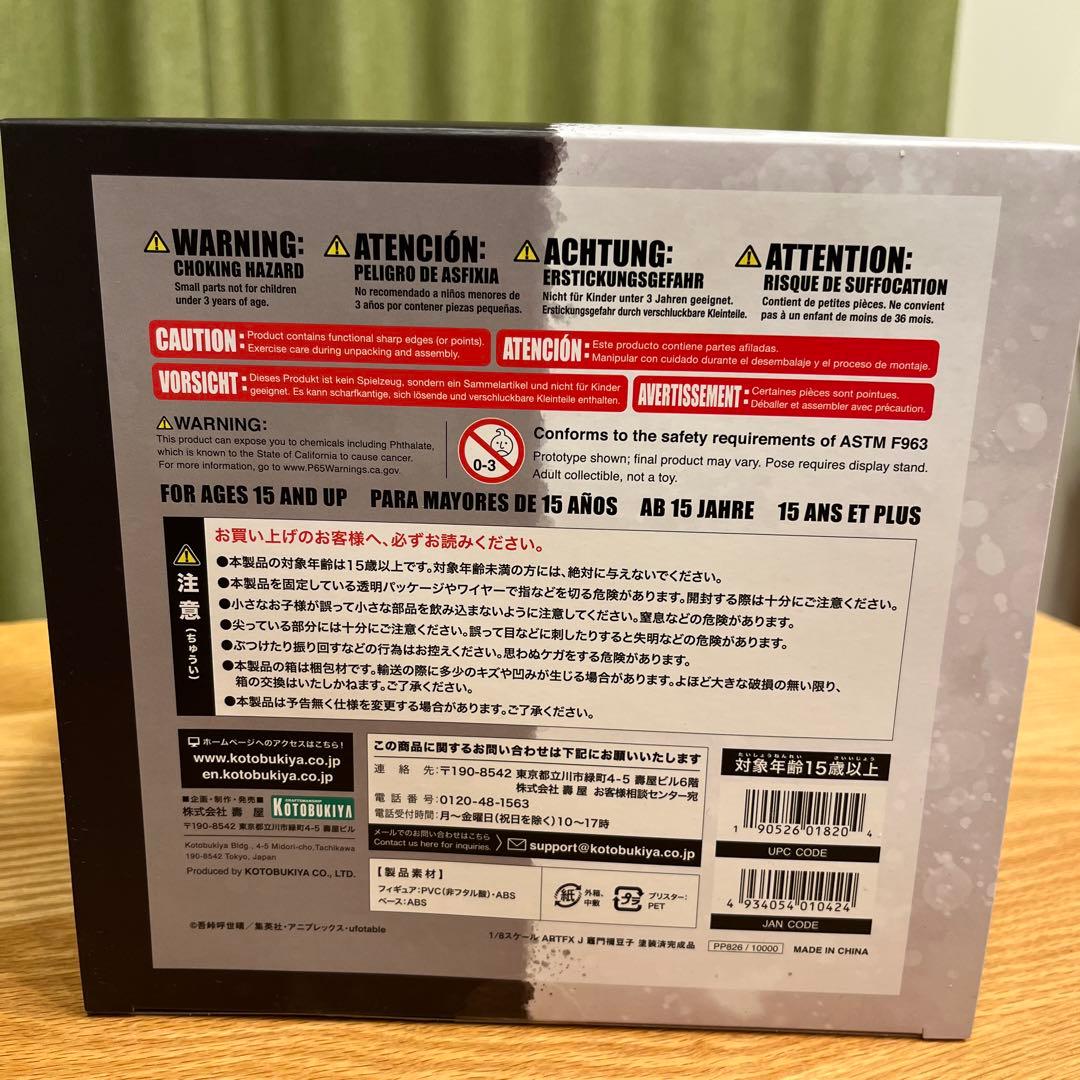 WARNING:
CHOKING HAZARD
Small parts not for children
under 3 years of age.
ATENCIÓN:
PELIGRO DE ASFIXIA
No recomendado a niños menores de
3 años por contener piezas pequeñas.
ACHTUNG:
ERSTICKUNGSGEFAHR
Nicht für Kinder unter 3 Jahren geeignet.
Erstickungsgefahr durch verschluckbare Kleinteile.
ATTENTION:
RISQUE DE SUFFOCATION
Contient de petites pièces. Ne convient
pas à un enfant de moins de 36 mois.
CAUTION: Product contains functional sharp edges (or points).
Exercise care during unpacking and assembly.
ATENCIÓN: Este producto contiene partes afiladas.
Manipular con cuidado durante el desembalaje y el proceso de montaje.
VORSICHT: Dieses Produkt ist kein Spielzeug, sondern ein Sammelartikel und nicht für Kinder
geeignet. Es kann scharfkantige, sich lösende und verschluckbare Kleinteile enthalten.
AVERTISSEMENT: Certaines pièces sont pointues.
Déballer et assembler avec précaution.
WARNING:
This product can expose you to chemicals including Phthalate,
which is known to the State of California to cause cancer.
For more information, go to www.P65Warnings.ca.gov.
0-3
Conforms to the safety requirements of ASTM F963
Prototype shown; final product may vary. Pose requires display stand.
Adult collectible, not a toy.
FOR AGES 15 AND UP PARA MAYORES DE 15 AÑOS AB 15 JAHRE 15 ANS ET PLUS
注意(ちゅうい)
お買い上げのお客様へ、必ずお読みください。
●本製品の対象年齢は15歳以上です。対象年齢未満の方には、絶対に与えないでください。
●本製品を固定している透明パッケージやワイヤーで指などを切る危険があります。開封する際は十分にご注意ください。
●小さなお子様が誤って小さな部品を飲み込まないように注意してください。窒息などの危険があります。
●尖っている部分には十分にご注意ください。誤って目などに刺したりすると失明などの危険があります。
●ぶつけたり振り回すなどの行為はお控えください。思わぬケガをする危険があります。
●本製品の箱は梱包材です。輸送の際に多少のキズや凹みが生じる場合があります。よほど大きな破損の無い限り、
箱の交換はいたしかねます。ご了承ください。
●本製品は予告無く仕様を変更する場合があります。ご了承ください。
ホームページへのアクセスはこちら!
www.kotobukiya.co.jp
en.kotobukiya.co.jp
■企画・制作・発売■
株式会社 壽 屋
CRAFTSMANSHIP
KOTOBUKIYA
〒190-8542 東京都立川市緑町4-5 壽屋ビル
Kotobukiya Bldg., 4-5 Midori-cho,Tachikawa
190-8542 Tokyo, Japan
Produced by KOTOBUKIYA CO., LTD.
この商品に関するお問い合わせは下記にお願いいたします
連絡先:〒190-8542 東京都立川市緑町4-5 壽屋ビル6階
株式会社 壽 屋 お客様相談センター宛
電話番号:0120-48-1563
電話受付時間:月〜金曜日(祝日を除く)10〜17時
メールでのお問い合わせはこちら
Contact us here for inquiries.
support@kotobukiya.co.jp
【製品素材】
フィギュア:PVC(非フタル酸)・ABS
ベース:ABS
紙
外箱、
中敷
プラ
ブリスター:
PET
たいしょうねんれい さいいじょう
対象年齢15歳以上
1 90526 01820 4
UPC CODE
4 934054 010424
JAN CODE
©吾峠呼世晴/集英社・アニプレックス・ufotable
1/8スケール ARTFX J 竈門禰豆子 塗装済完成品
PP826 / 10000
MADE IN CHINA